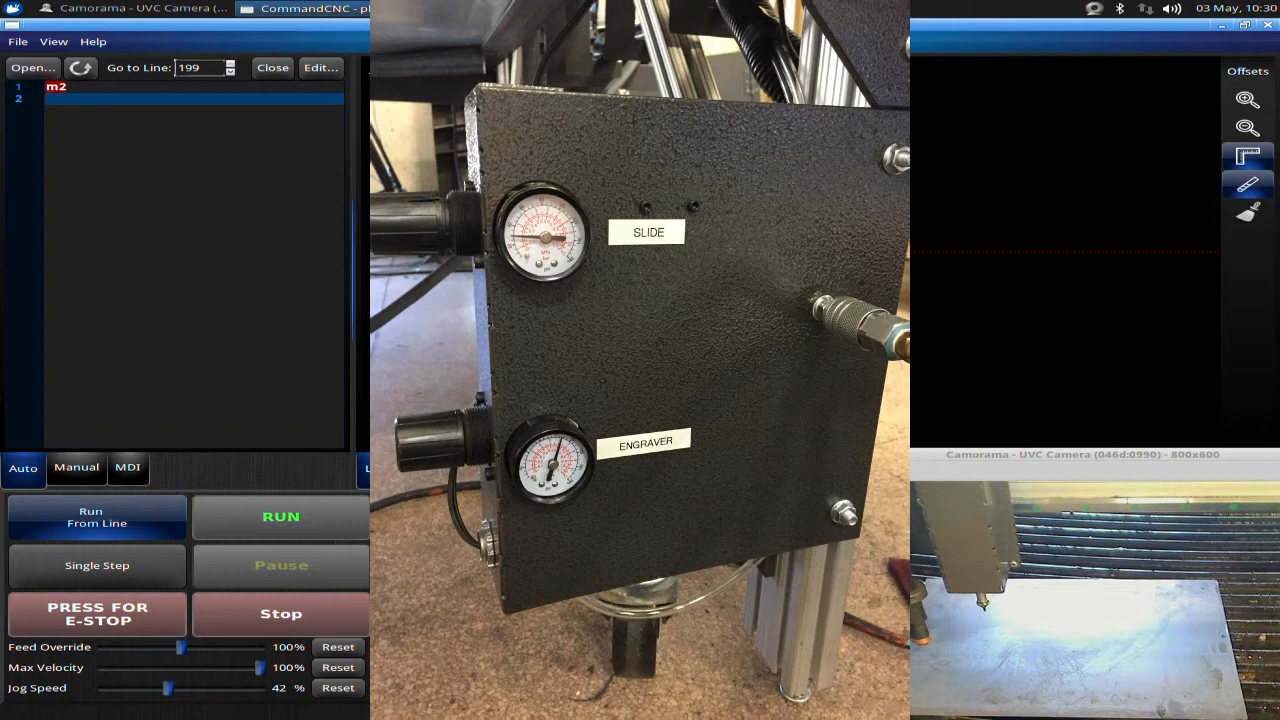 Camorama - UVC Camera (...
CommandCNC - pl
03 May, 10:30
File View Help
Open... Go to Line: 199 Close Edit...
1 m2
2
Offsets
SLIDE
ENGRAVER
Auto Manual MDI
Run
From Line
RUN
Single Step
Pause
PRESS FOR
E-STOP
Stop
Feed Override 100% Reset
Max Velocity 100% Reset
Jog Speed 42 % Reset
Camorama - UVC Camera (046d:0990) - 800x600